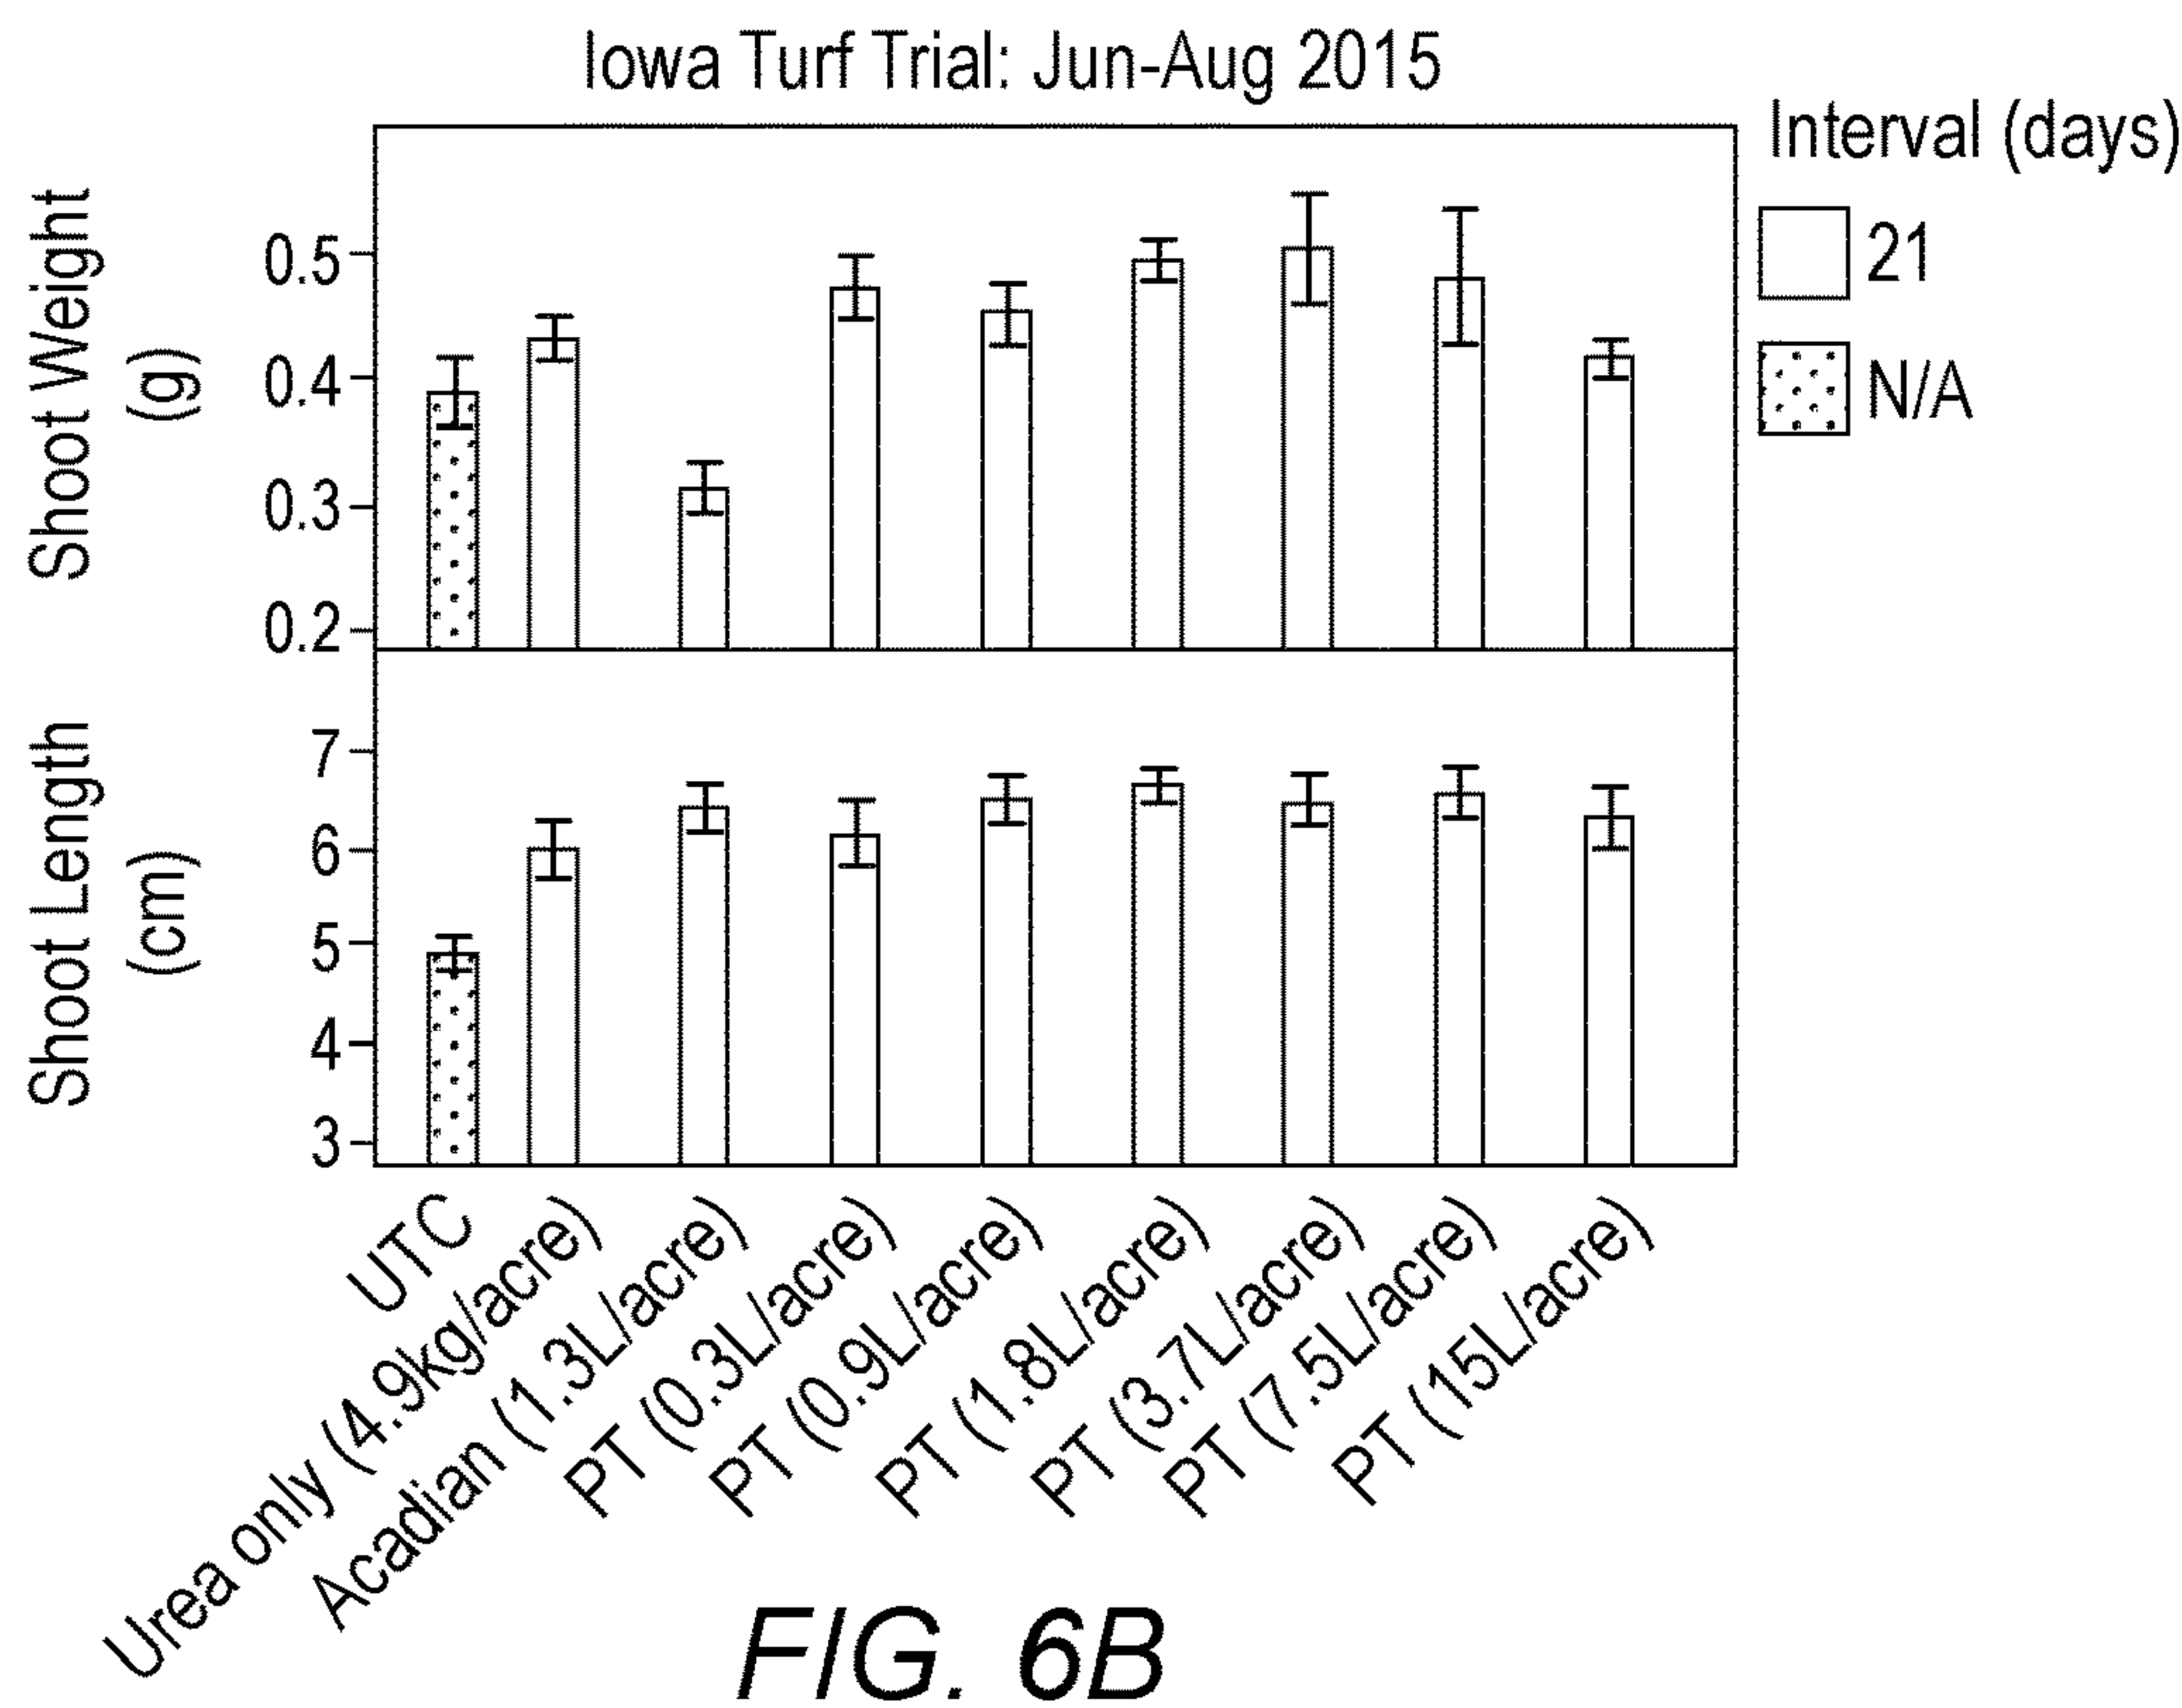 Iowa Turf Trial: Jun-Aug 2015
Interval (days)
21
N/A
Shoot Weight
(g)
0.5
0.4
0.3
0.2
Shoot Length
(cm)
7
6
5
4
3
UTC
Urea only (4.9kg/acre)
Acadian (1.3L/acre)
PT (0.3L/acre)
PT (0.9L/acre)
PT (1.8L/acre)
PT (3.7L/acre)
PT (7.5L/acre)
PT (15L/acre)
FIG. 6B